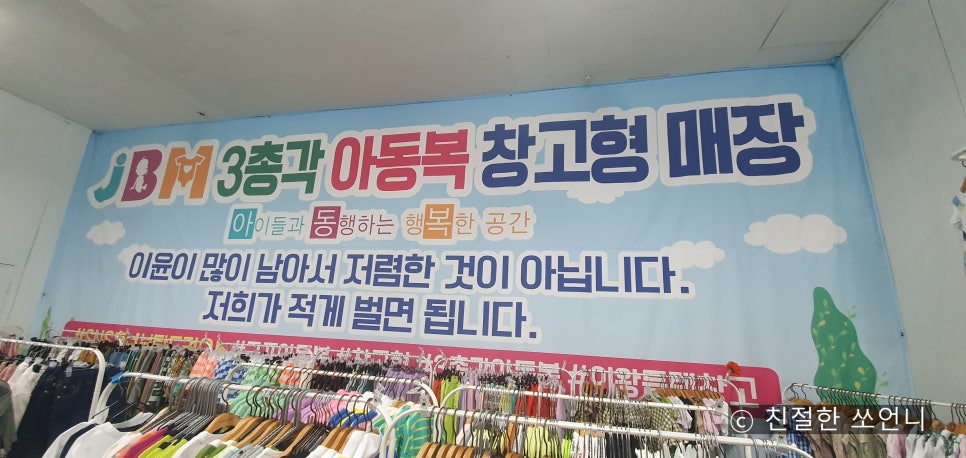 jBM 3총각 아동복 창고형 매장
아이들과 동행하는 행복한 공간
이윤이 많이 남아서 저렴한 것이 아닙니다.
저희가 적게 벌면 됩니다.
© 친절한 쏘언니